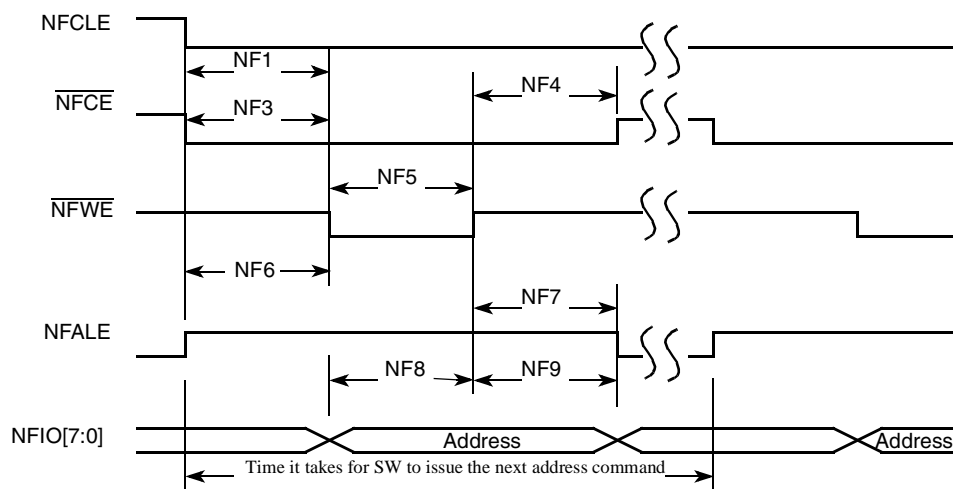 NFCLE
NF1
NFCE
NF3
NF4
NF5
NFWE
NF6
NF7
NFALE
NF8
NF9
NFIO[7:0]
Address
Address
Time it takes for SW to issue the next address command